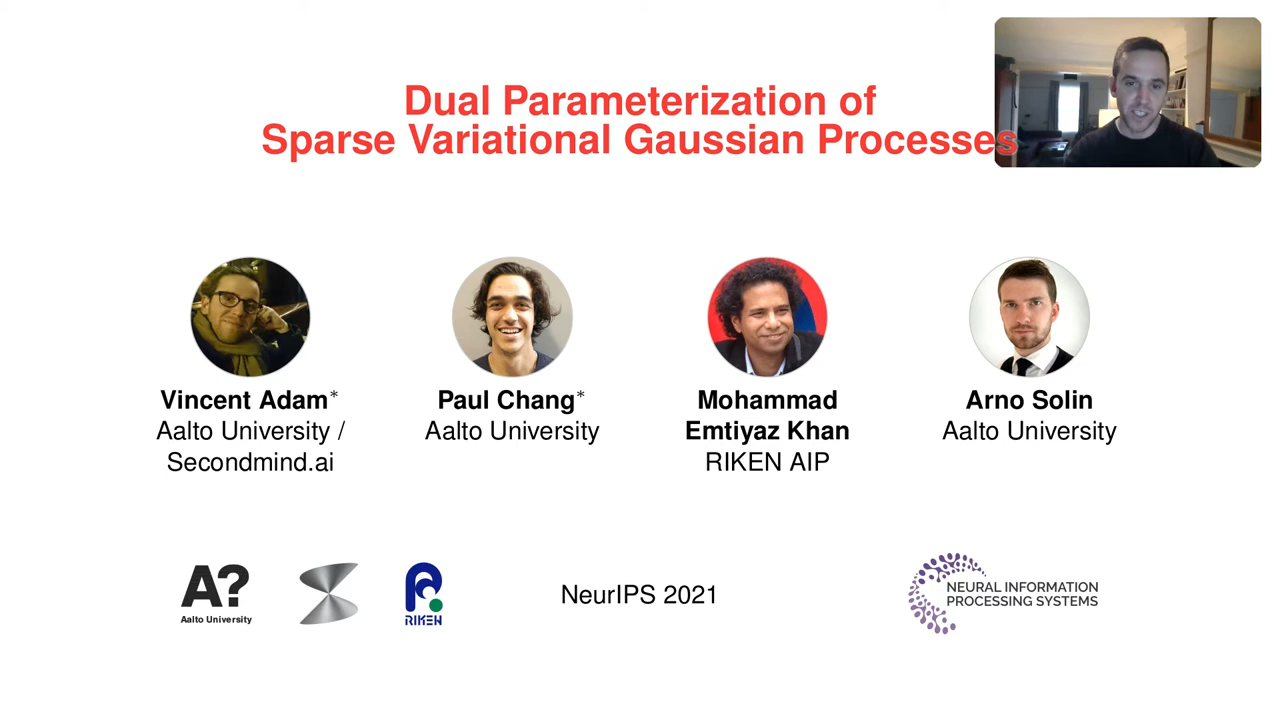 Dual Parameterization of
Sparse Variational Gaussian Processes
Vincent Adam*
Aalto University /
Secondmind.ai
Paul Chang*
Aalto University
Mohammad
Emtiyaz Khan
RIKEN AIP
Arno Solin
Aalto University
A?
Aalto University
RIKEN
NeurIPS 2021
NEURAL INFORMATION
PROCESSING SYSTEMS